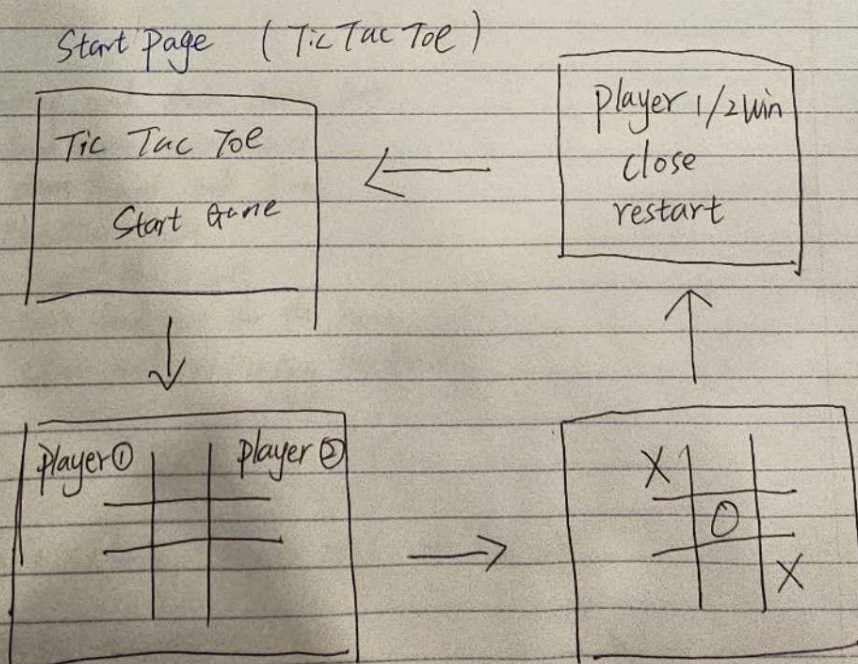 Start page (Tic Tac Toe)
Tic Tac Toe
Start Game
player 1/2 win
close
restart
player① player②
X
O
X